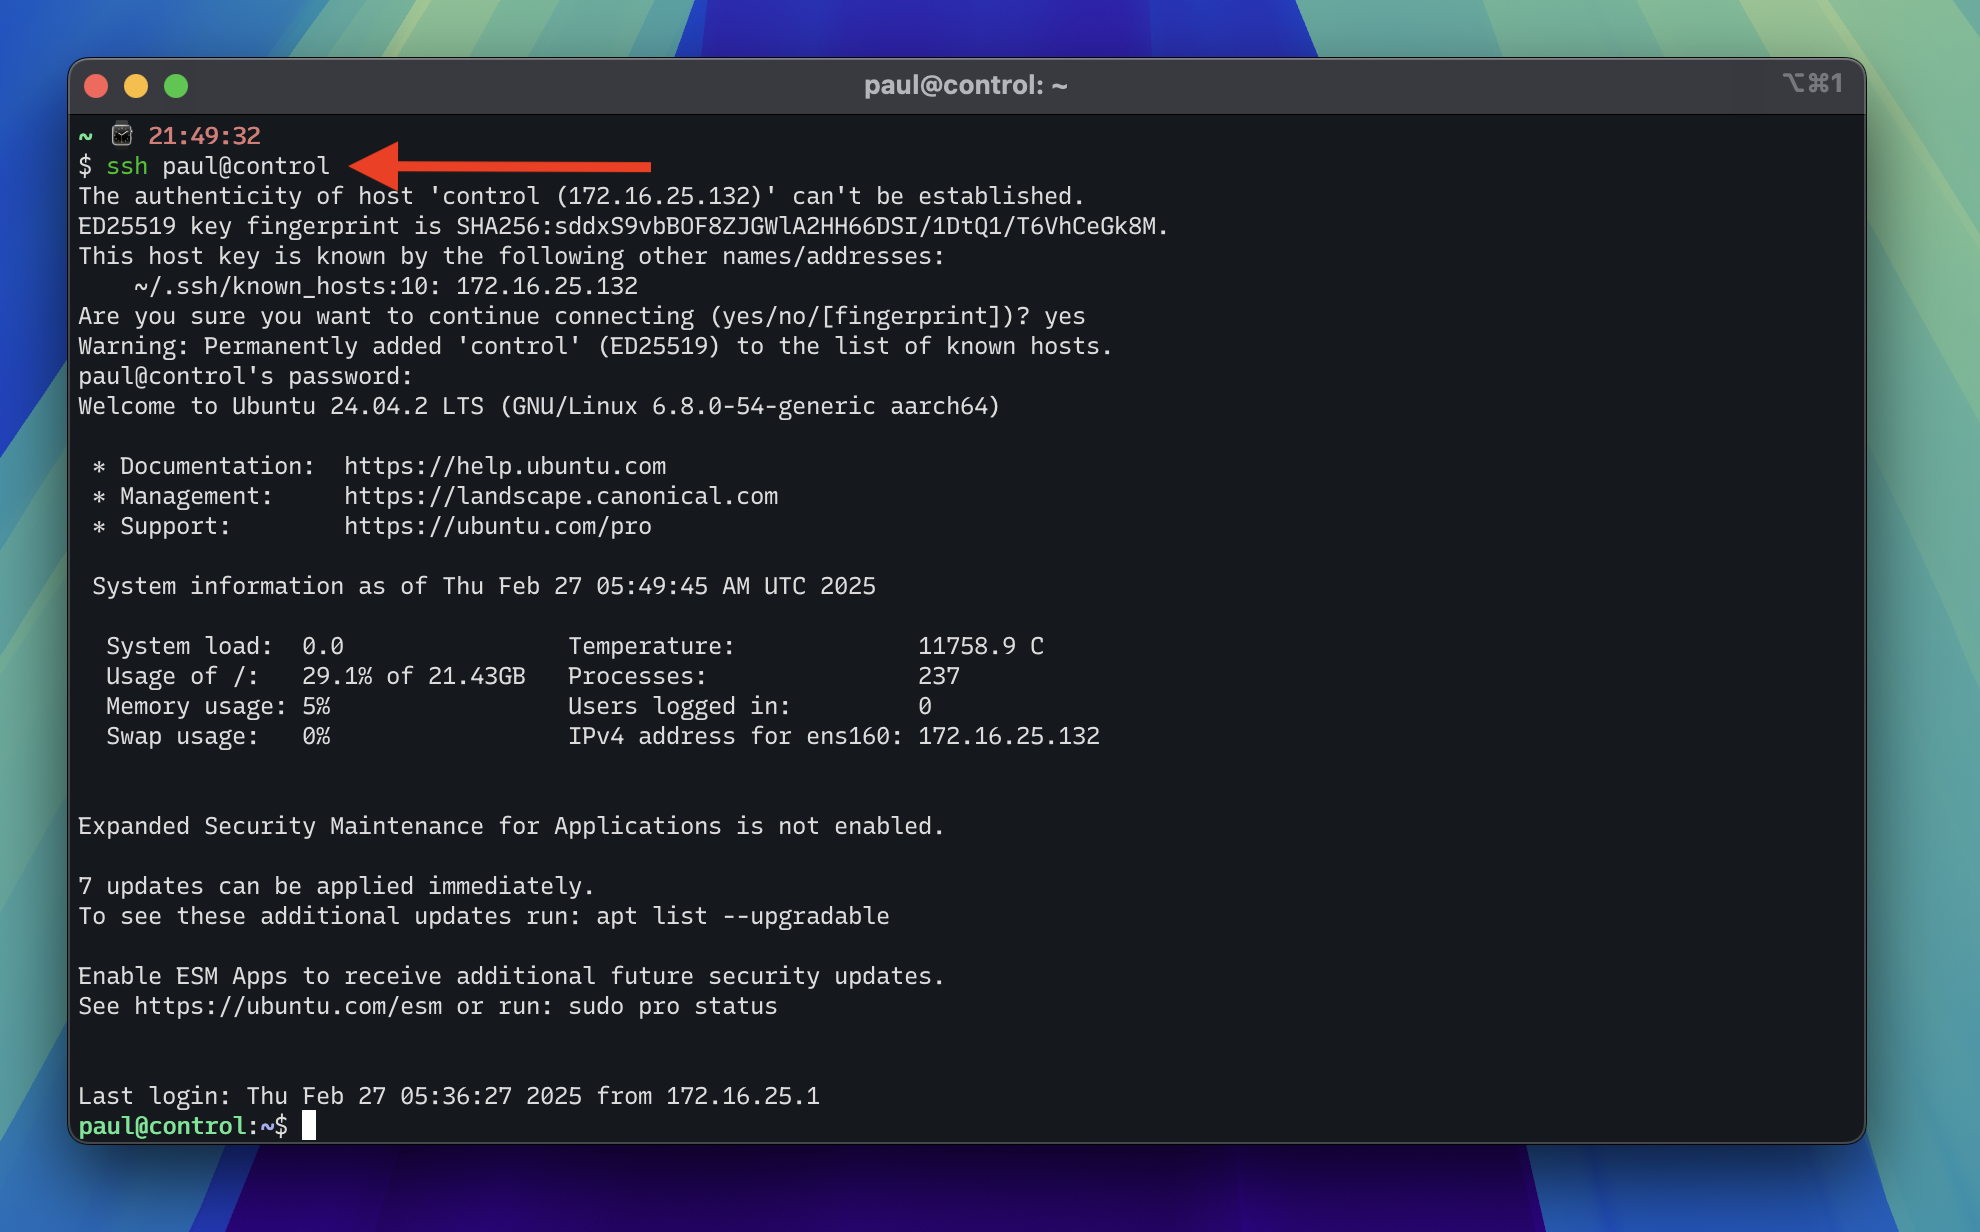 paul@control: ~
⌥⌘1
~ 21:49:32
$ ssh paul@control
The authenticity of host 'control (172.16.25.132)' can't be established.
ED25519 key fingerprint is SHA256:sddxS9vbBOF8ZJGWlA2HH66DSI/1DtQ1/T6VhCeGk8M.
This host key is known by the following other names/addresses:
    ~/.ssh/known_hosts:10: 172.16.25.132
Are you sure you want to continue connecting (yes/no/[fingerprint])? yes
Warning: Permanently added 'control' (ED25519) to the list of known hosts.
paul@control's password:
Welcome to Ubuntu 24.04.2 LTS (GNU/Linux 6.8.0-54-generic aarch64)
 * Documentation:  https://help.ubuntu.com
 * Management:     https://landscape.canonical.com
 * Support:        https://ubuntu.com/pro
 System information as of Thu Feb 27 05:49:45 AM UTC 2025
  System load:  0.0                Temperature:             11758.9 C
  Usage of /:   29.1% of 21.43GB   Processes:               237
  Memory usage: 5%                 Users logged in:         0
  Swap usage:   0%                 IPv4 address for ens160: 172.16.25.132
Expanded Security Maintenance for Applications is not enabled.
7 updates can be applied immediately.
To see these additional updates run: apt list --upgradable
Enable ESM Apps to receive additional future security updates.
See https://ubuntu.com/esm or run: sudo pro status
Last login: Thu Feb 27 05:36:27 2025 from 172.16.25.1
paul@control:~$